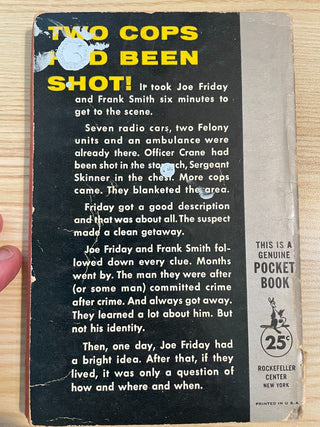 TWO COPS
HAD BEEN
SHOT! It took Joe Friday
and Frank Smith six minutes to
get to the scene.
Seven radio cars, two Felony
units and an ambulance were
already there. Officer Crane had
been shot in the stomach, Sergeant
Skinner in the chest. More cops
came. They blanketed the area.
Friday got a good description
and that was about all. The suspect
made a clean getaway.
Joe Friday and Frank Smith fol-
lowed down every clue. Months
went by. The man they were after
(or some man) committed crime
after crime. And always got away.
They learned a lot about him. But
not his identity.
Then, one day, Joe Friday had
a bright idea. After that, if they
lived, it was only a question of
how and where and when.
THIS IS A
GENUINE
POCKET
BOOK
25¢
ROCKEFELLER
CENTER
NEW YORK
PRINTED IN U.S.A.